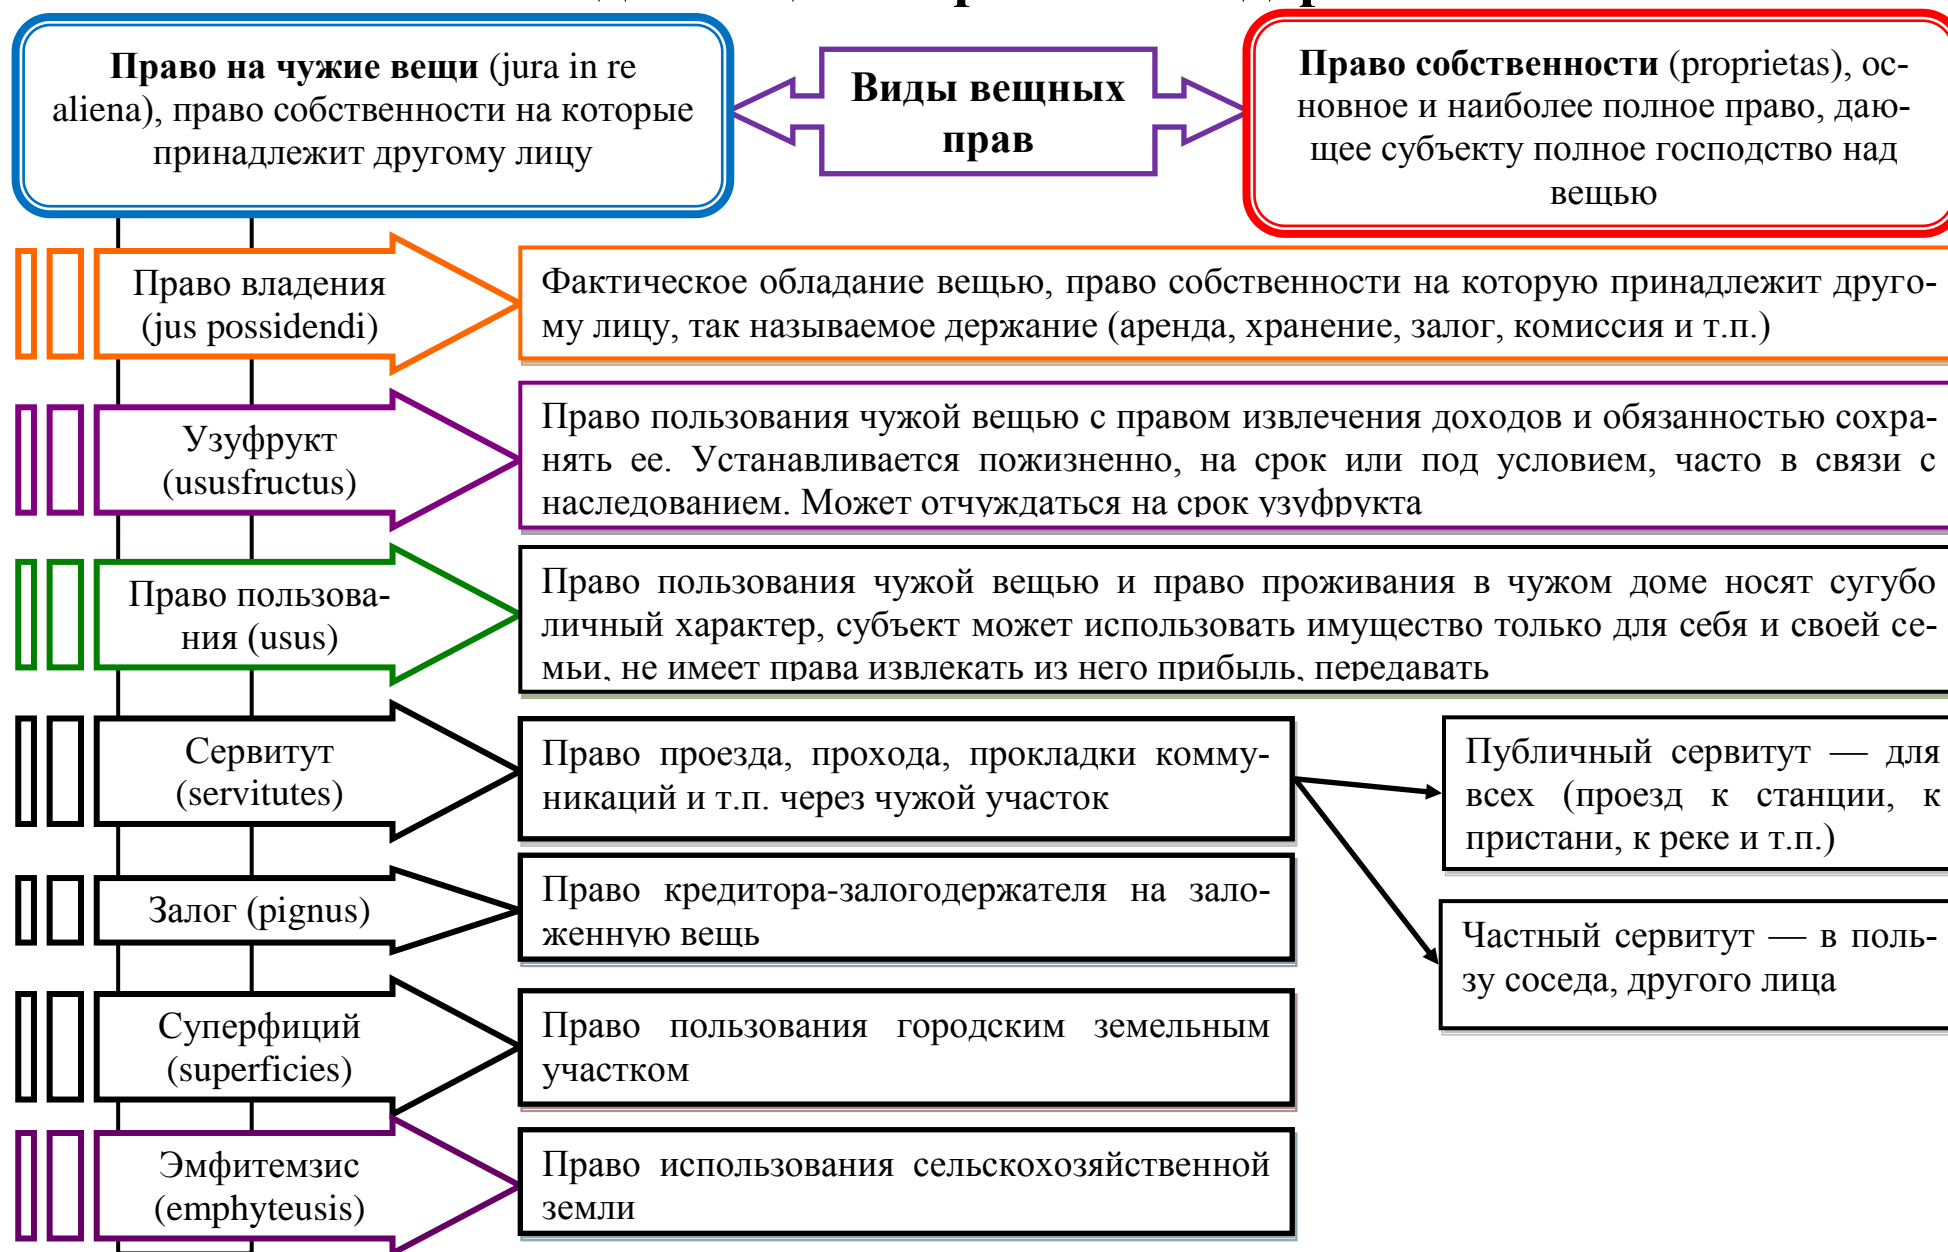 Право на чужие вещи (jura in re
aliena), право собственности на которые
принадлежит другому лицу
Виды вещных
прав
Право собственности (proprietas), ос-
новное и наиболее полное право, даю-
щее субъекту полное господство над
вещью
Право владения
(jus possidendi)
Фактическое обладание вещью, право собственности на которую принадлежит друго-
му лицу, так называемое держание (аренда, хранение, залог, комиссия и т.п.)
Узуфрукт
(ususfructus)
Право пользования чужой вещью с правом извлечения доходов и обязанностью сохра-
нять ее. Устанавливается пожизненно, на срок или под условием, часто в связи с
наследованием. Может отчуждаться на срок узуфрукта
Право пользова-
ния (usus)
Право пользования чужой вещью и право проживания в чужом доме носят сугубо
личный характер, субъект может использовать имущество только для себя и своей се-
мьи, не имеет права извлекать из него прибыль, передавать
Сервитут
(servitutes)
Право проезда, прохода, прокладки комму-
никаций и т.п. через чужой участок
Публичный сервитут — для
всех (проезд к станции, к
пристани, к реке и т.п.)
Частный сервитут — в поль-
зу соседа, другого лица
Залог (pignus)
Право кредитора-залогодержателя на зало-
женную вещь
Суперфиций
(superficies)
Право пользования городским земельным
участком
Эмфитемзис
(emphyteusis)
Право использования сельскохозяйственной
земли